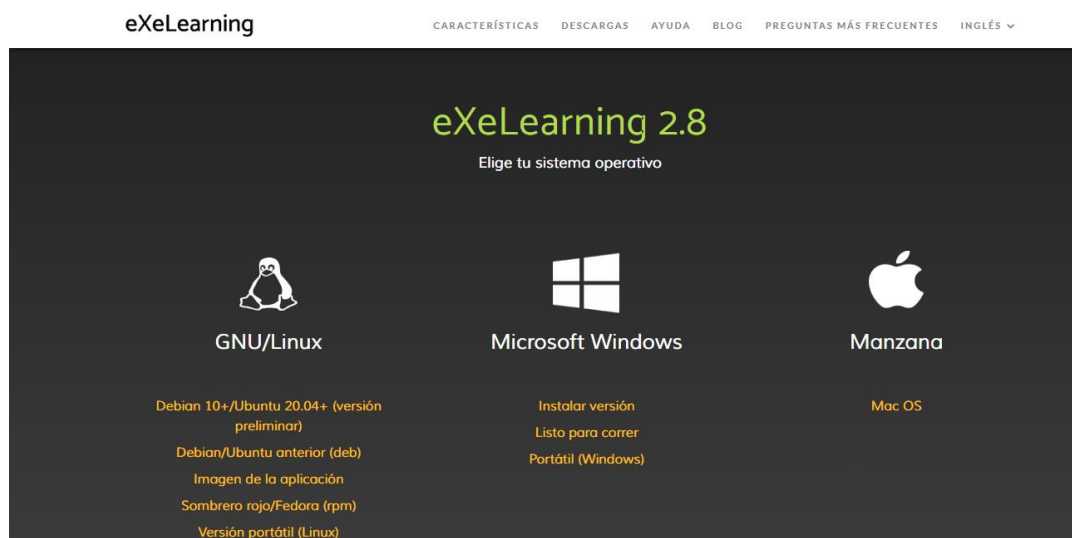 eXeLearning
CARACTERÍSTICAS DESCARGAS AYUDA BLOG PREGUNTAS MÁS FRECUENTES INGLÉS
eXeLearning 2.8
Elige tu sistema operativo
GNU/Linux
Debian 10+/Ubuntu 20.04+ (versión
preliminar)
Debian/Ubuntu anterior (deb)
Imagen de la aplicación
Sombrero rojo/Fedora (rpm)
Versión portátil (Linux)
Microsoft Windows
Instalar versión
Listo para correr
Portátil (Windows)
Manzana
Mac OS